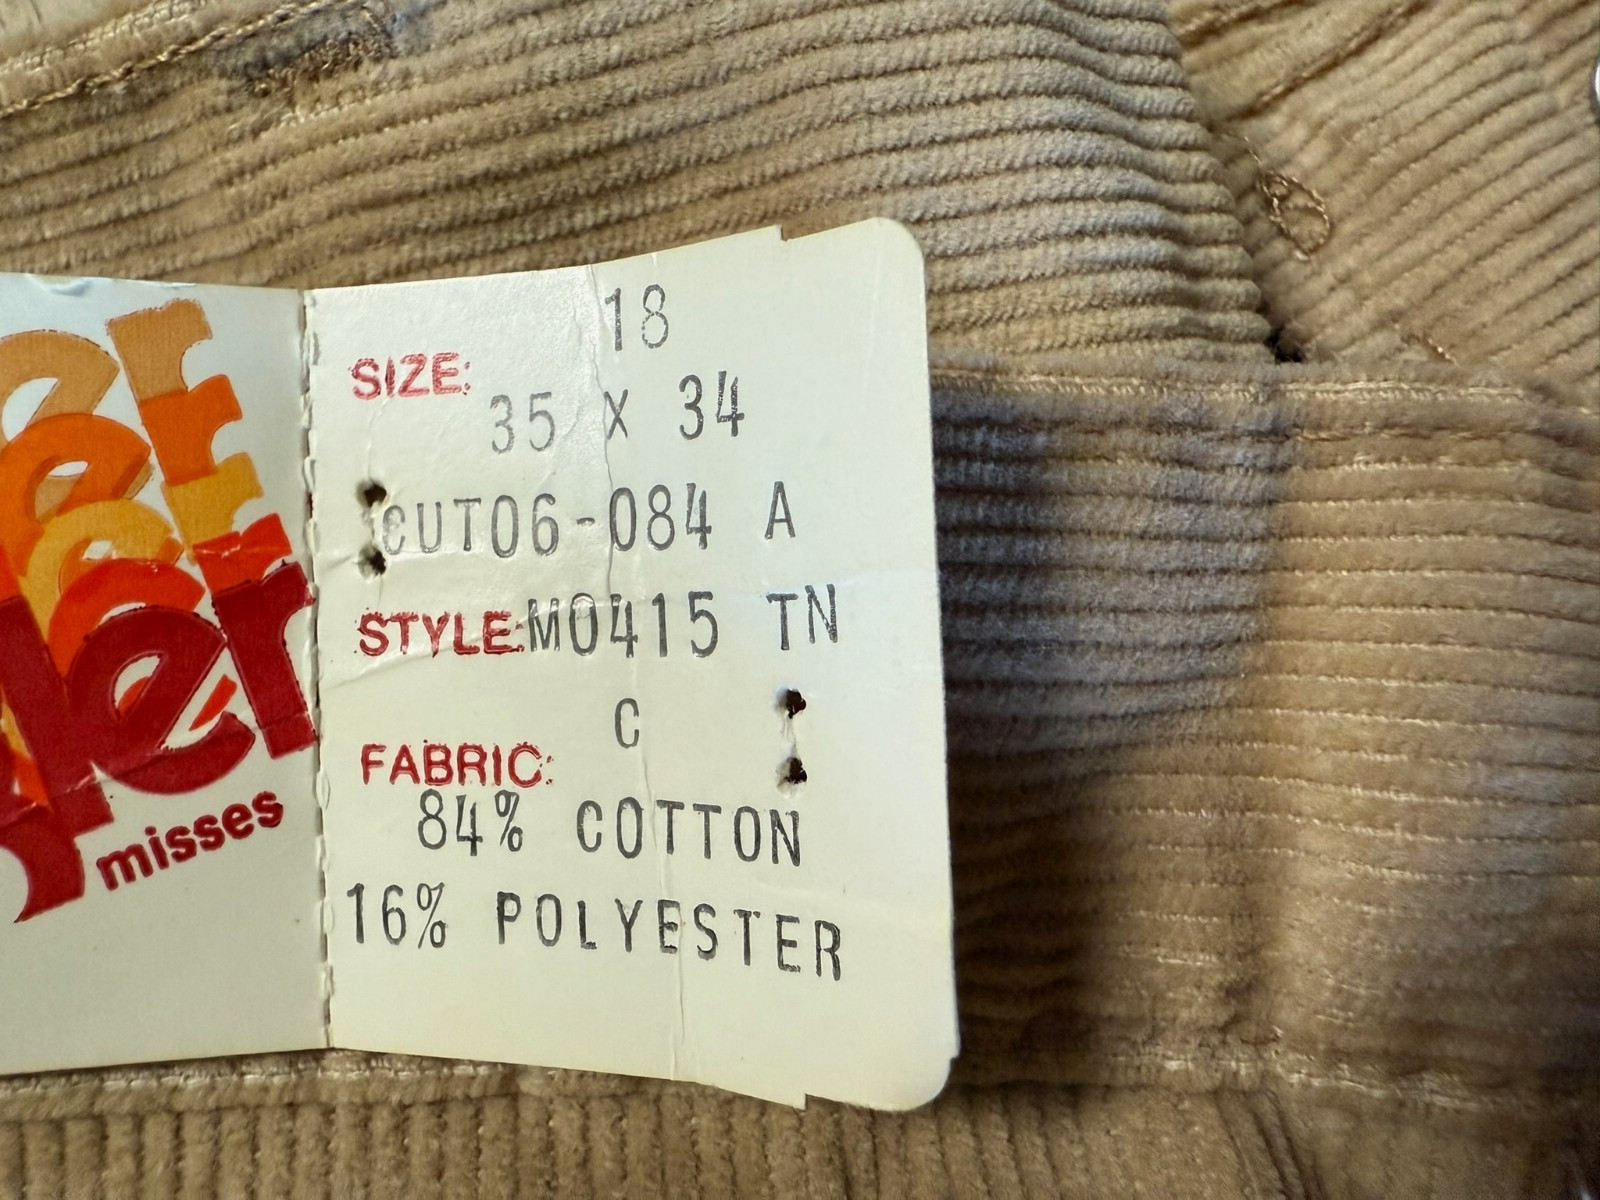 18
SIZE:
35 X 34
CUT06-084 A
STYLE:M0415 TN
C
FABRIC:
84% COTTON
16% POLYESTER
misses